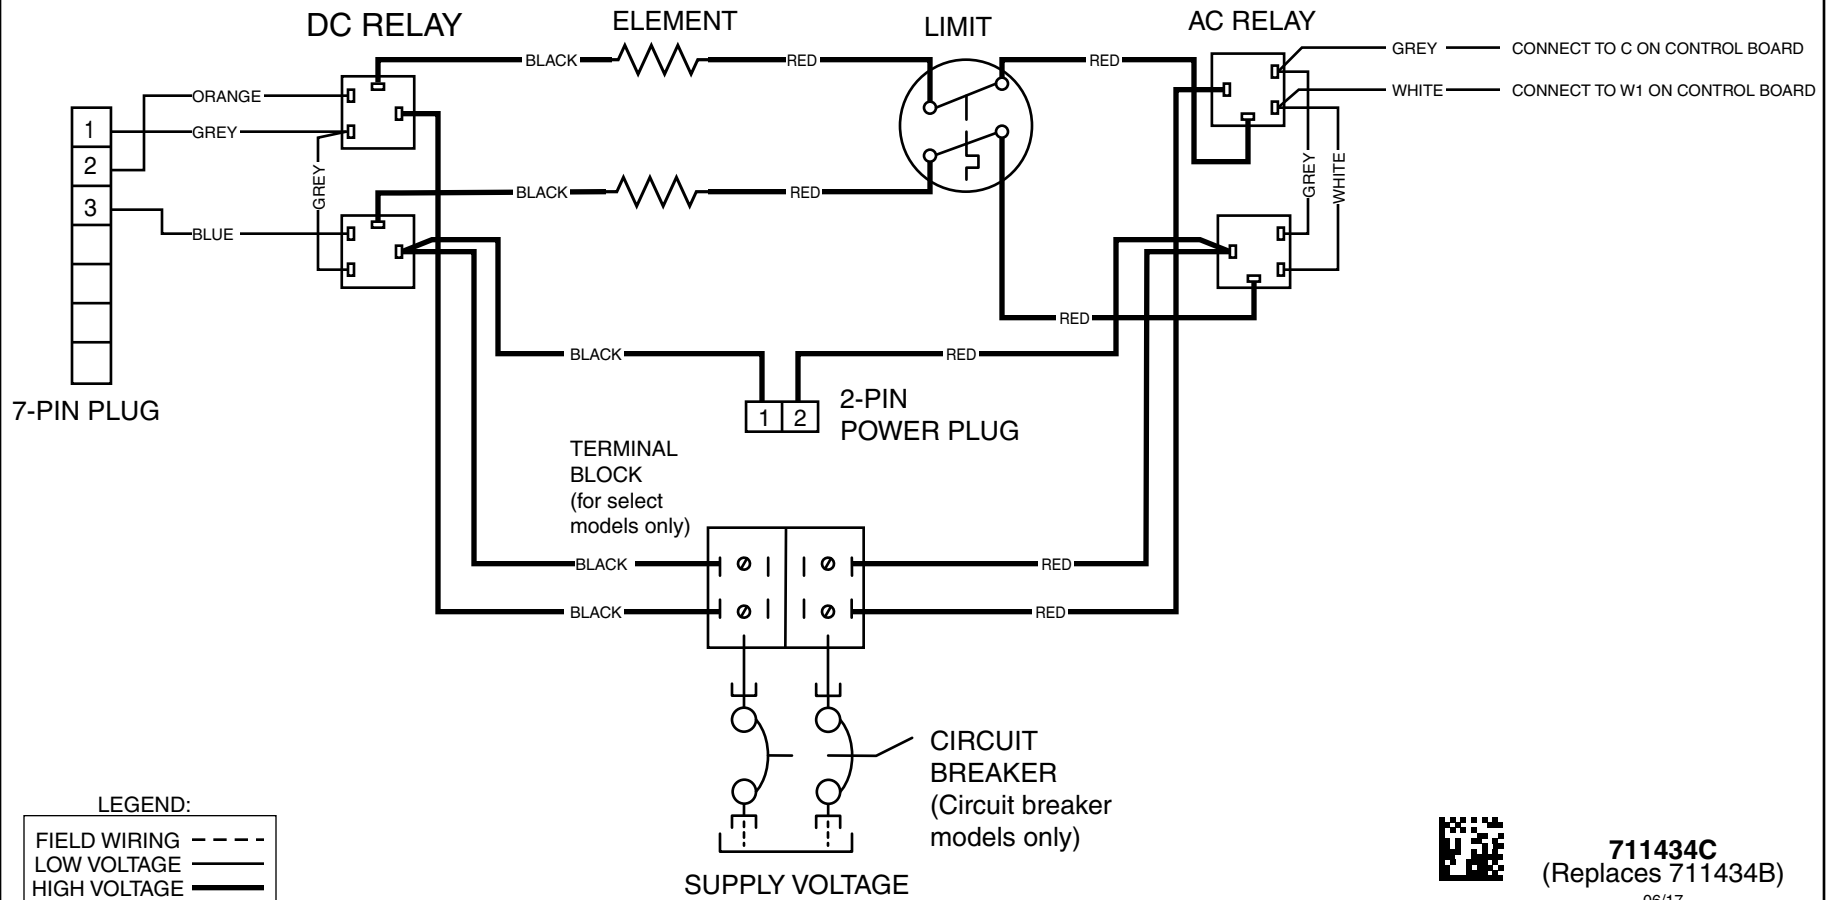 DC RELAY
ELEMENT
LIMIT
AC RELAY
BLACK
RED
RED
GREY
CONNECT TO C ON CONTROL BOARD
ORANGE
WHITE
CONNECT TO W1 ON CONTROL BOARD
1
GREY
2
GREY
GREY
WHITE
BLACK
RED
3
BLUE
RED
BLACK
RED
7-PIN PLUG
1
2
2-PIN
POWER PLUG
TERMINAL
BLOCK
(for select
models only)
BLACK
RED
BLACK
RED
CIRCUIT
BREAKER
(Circuit breaker
models only)
SUPPLY VOLTAGE
LEGEND:
FIELD WIRING
LOW VOLTAGE
HIGH VOLTAGE
711434C
(Replaces 711434B)
06/17